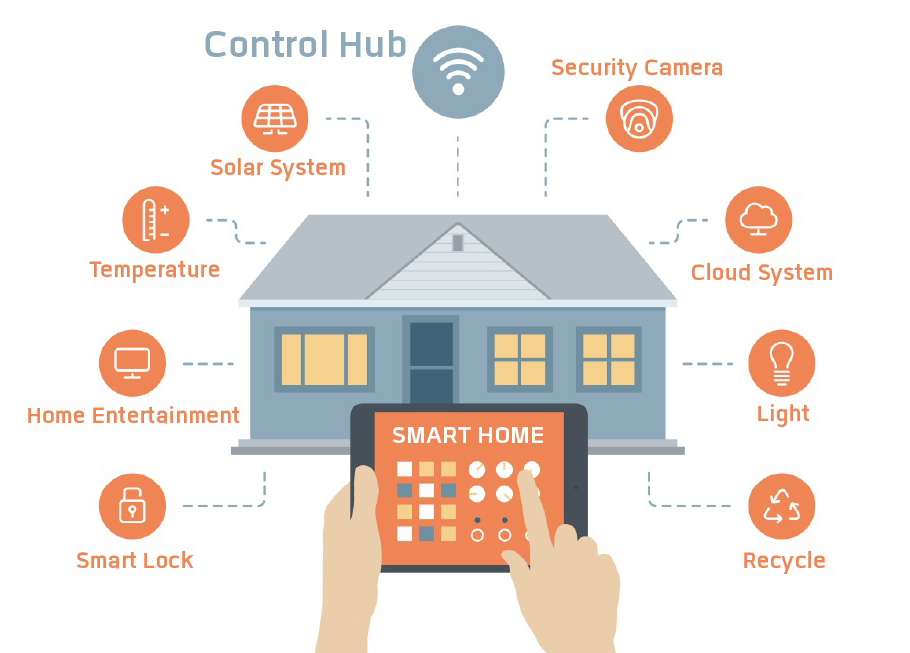 Control Hub
Security Camera
Solar System
Temperature
Cloud System
Home Entertainment
Light
SMART HOME
Smart Lock
Recycle